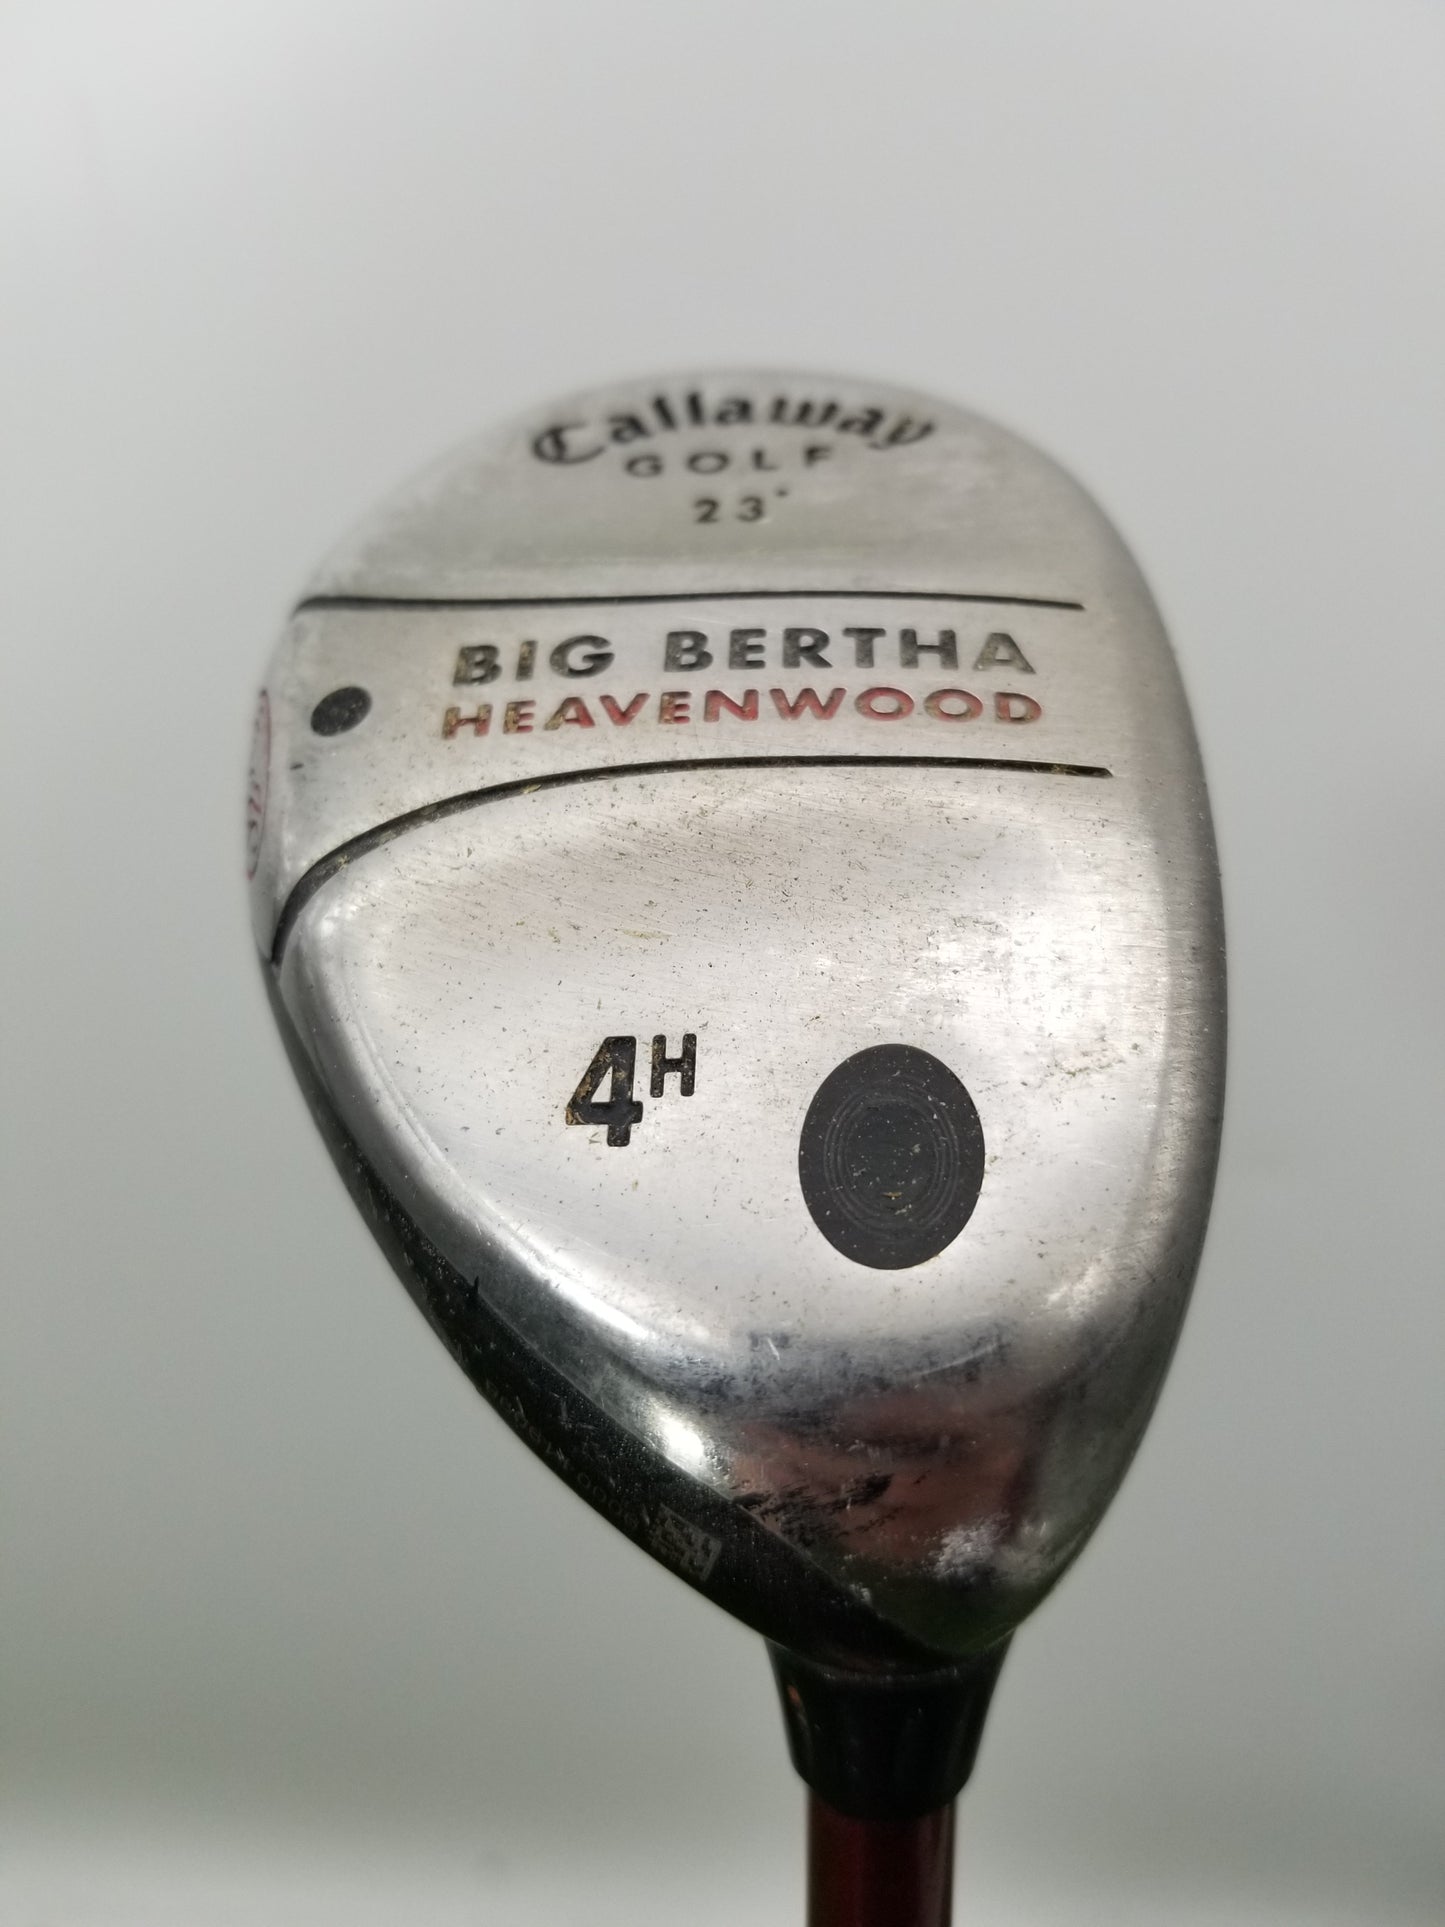 Callaway
GOLF
23°
BIG BERTHA
HEAVENWOOD
4H